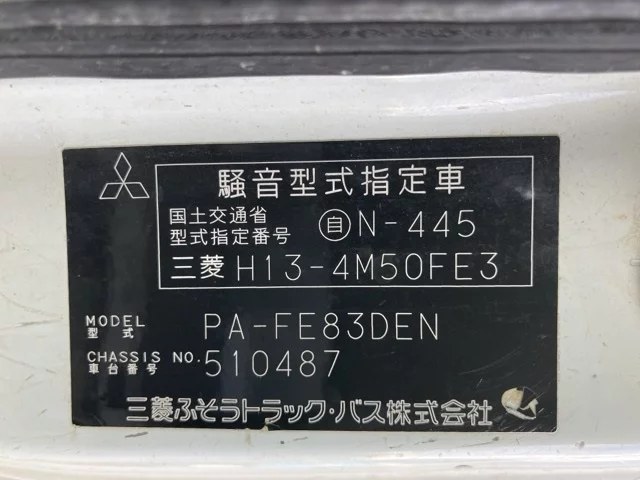 騒音型式指定車
国土交通省
型式指定番号 自N-445
三菱 H13-4M50FE3
MODEL
型式 PA-FE83DEN
CHASSIS NO.
車台番号 510487
三菱ふそうトラック・バス株式会社